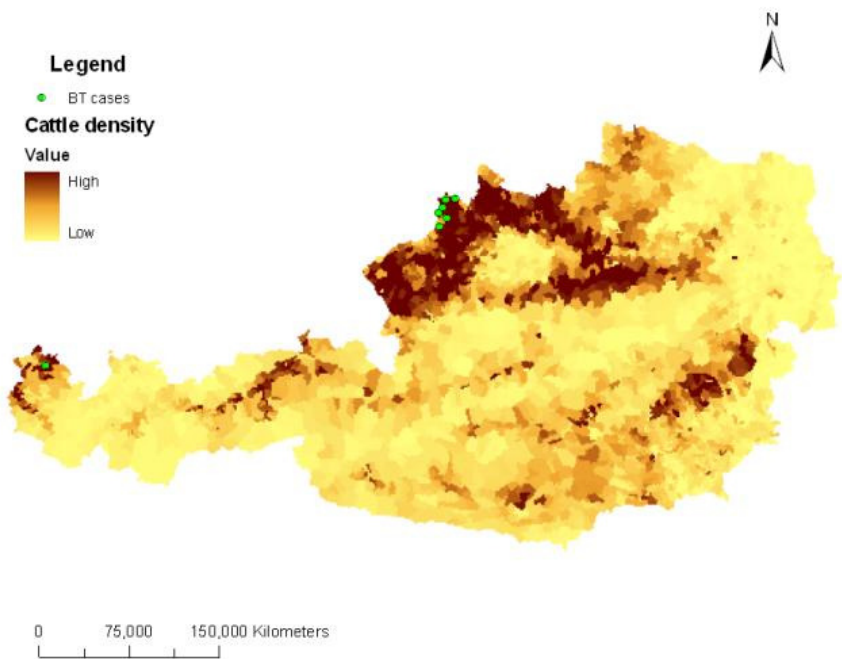 N
Legend
BT cases
Cattle density
Value
High
Low
0 75,000 150,000 Kilometers